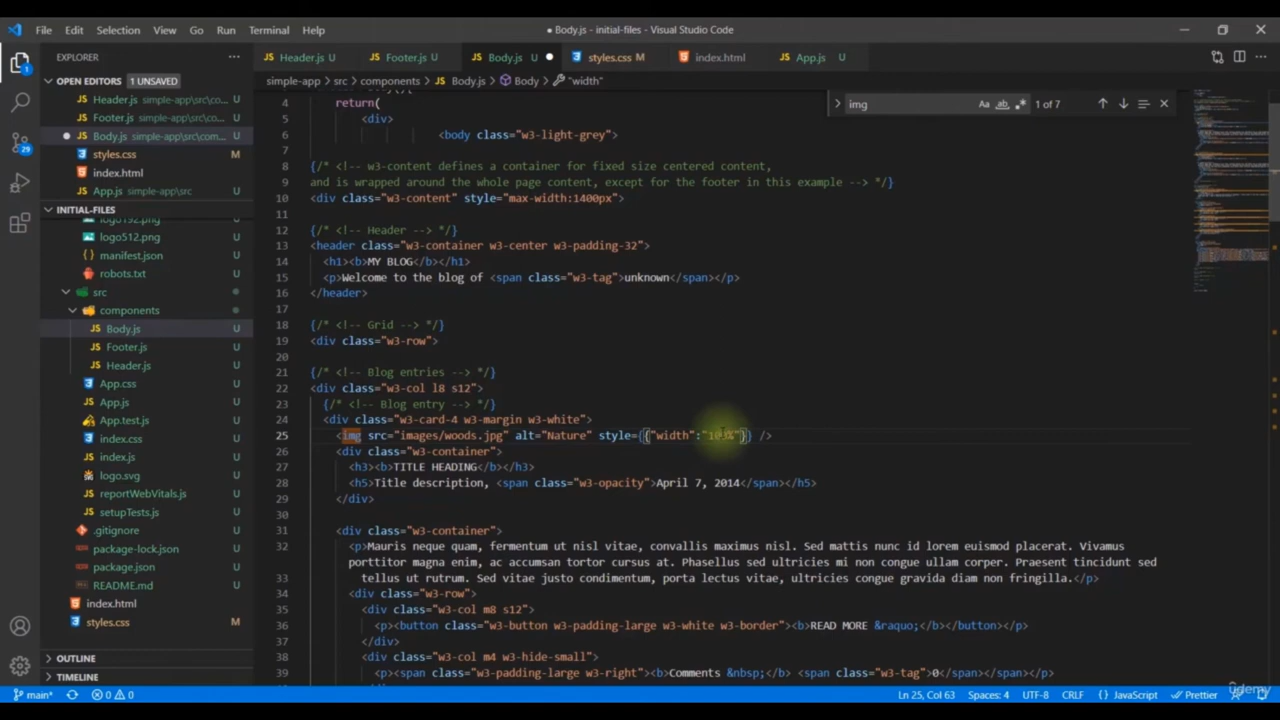 File Edit Selection View Go Run Terminal Help
● Body.js - initial-files - Visual Studio Code
EXPLORER
Header.js U
Footer.js U
Body.js U
styles.css M
index.html
App.js U
OPEN EDITORS 1 UNSAVED
simple-app > src > components > Body.js > Body > "width"
img
Aa
ab
1 of 7
1
29
Header.js simple-app\src\co... U
Footer.js simple-app\src\co... U
Body.js simple-app\src\com... U
styles.css M
index.html
App.js simple-app\src U
INITIAL-FILES
logo192.png U
logo512.png U
manifest.json U
robots.txt U
src
components
Body.js U
Footer.js U
Header.js U
App.css U
App.js U
App.test.js U
index.css U
index.js U
logo.svg U
reportWebVitals.js U
setupTests.js U
.gitignore U
package-lock.json U
package.json U
README.md U
index.html
styles.css M
OUTLINE
TIMELINE
4 return(
5 <div>
6 <body class="w3-light-grey">
7
8 {/* <!-- w3-content defines a container for fixed size centered content,
9 and is wrapped around the whole page content, except for the footer in this example --> */}
10 <div class="w3-content" style="max-width:1400px">
11
12 {/* <!-- Header --> */}
13 <header class="w3-container w3-center w3-padding-32">
14 <h1><b>MY BLOG</b></h1>
15 <p>Welcome to the blog of <span class="w3-tag">unknown</span></p>
16 </header>
17
18 {/* <!-- Grid --> */}
19 <div class="w3-row">
20
21 {/* <!-- Blog entries --> */}
22 <div class="w3-col l8 s12">
23 {/* <!-- Blog entry --> */}
24 <div class="w3-card-4 w3-margin w3-white">
25 <img src="images/woods.jpg" alt="Nature" style={{"width":"100%"}} />
26 <div class="w3-container">
27 <h3><b>TITLE HEADING</b></h3>
28 <h5>Title description, <span class="w3-opacity">April 7, 2014</span></h5>
29 </div>
30
31 <div class="w3-container">
32 <p>Mauris neque quam, fermentum ut nisl vitae, convallis maximus nisl. Sed mattis nunc id lorem euismod placerat. Vivamus
porttitor magna enim, ac accumsan tortor cursus at. Phasellus sed ultricies mi non congue ullam corper. Praesent tincidunt sed
33 tellus ut rutrum. Sed vitae justo condimentum, porta lectus vitae, ultricies congue gravida diam non fringilla.</p>
34 <div class="w3-row">
35 <div class="w3-col m8 s12">
36 <p><button class="w3-button w3-padding-large w3-white w3-border"><b>READ MORE &raquo;</b></button></p>
37 </div>
38 <div class="w3-col m4 w3-hide-small">
39 <p><span class="w3-padding-large w3-right"><b>Comments &nbsp;</b> <span class="w3-tag">0</span></span></p>
main* 0 0
Ln 25, Col 63 Spaces: 4 UTF-8 CRLF {} JavaScript Prettier
udemy